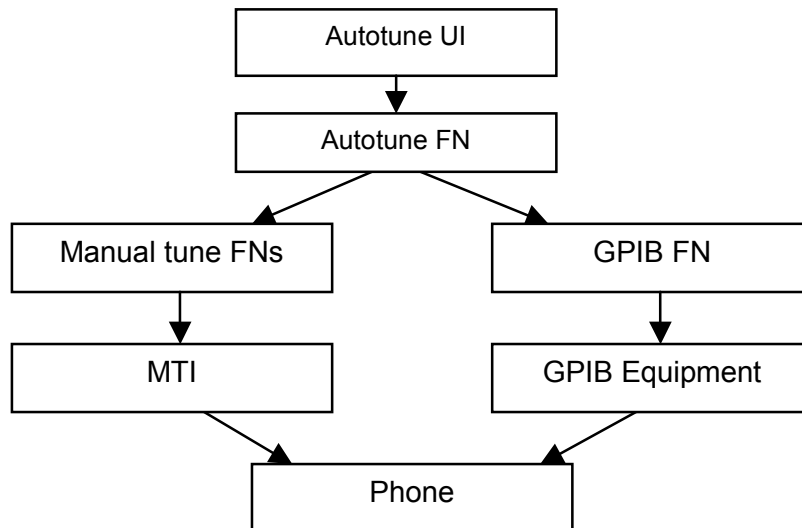 Autotune UI
Autotune FN
Manual tune FNs
GPIB FN
MTI
GPIB Equipment
Phone